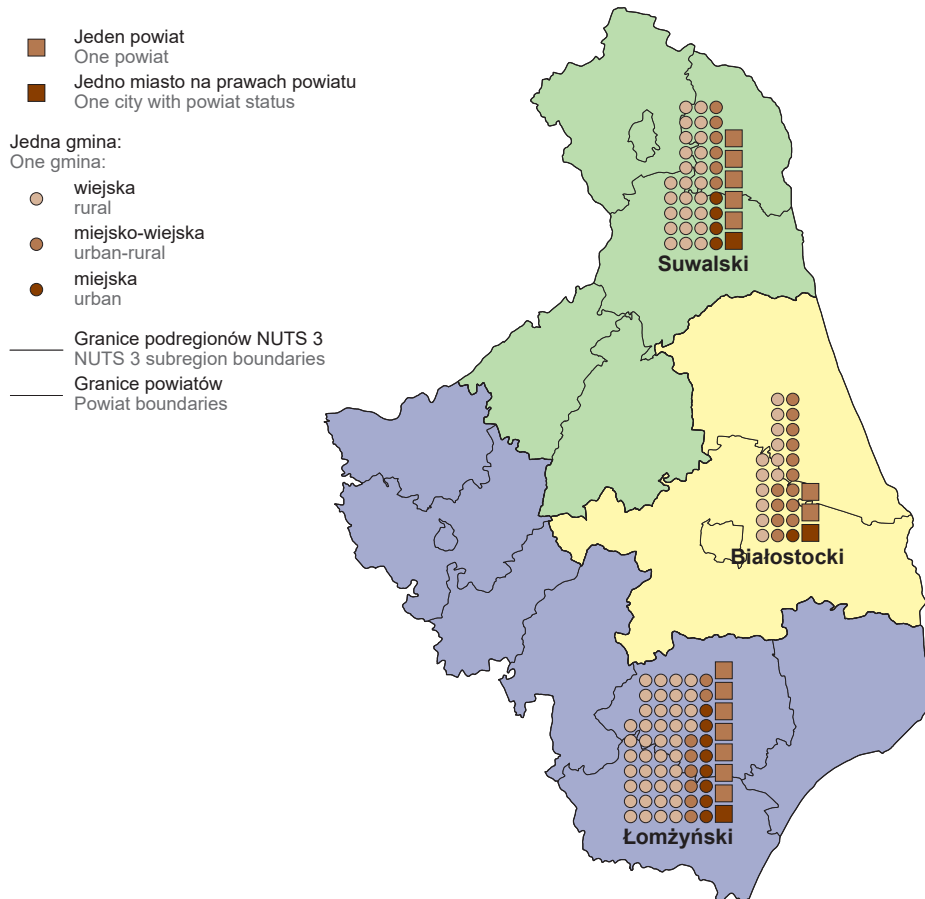 Jeden powiat
One powiat
Jedno miasto na prawach powiatu
One city with powiat status
Jedna gmina:
One gmina:
wiejska
rural
miejsko-wiejska
urban-rural
miejska
urban
Granice podregionów NUTS 3
NUTS 3 subregion boundaries
Granice powiatów
Powiat boundaries
Suwalski
Białostocki
Łomżyński